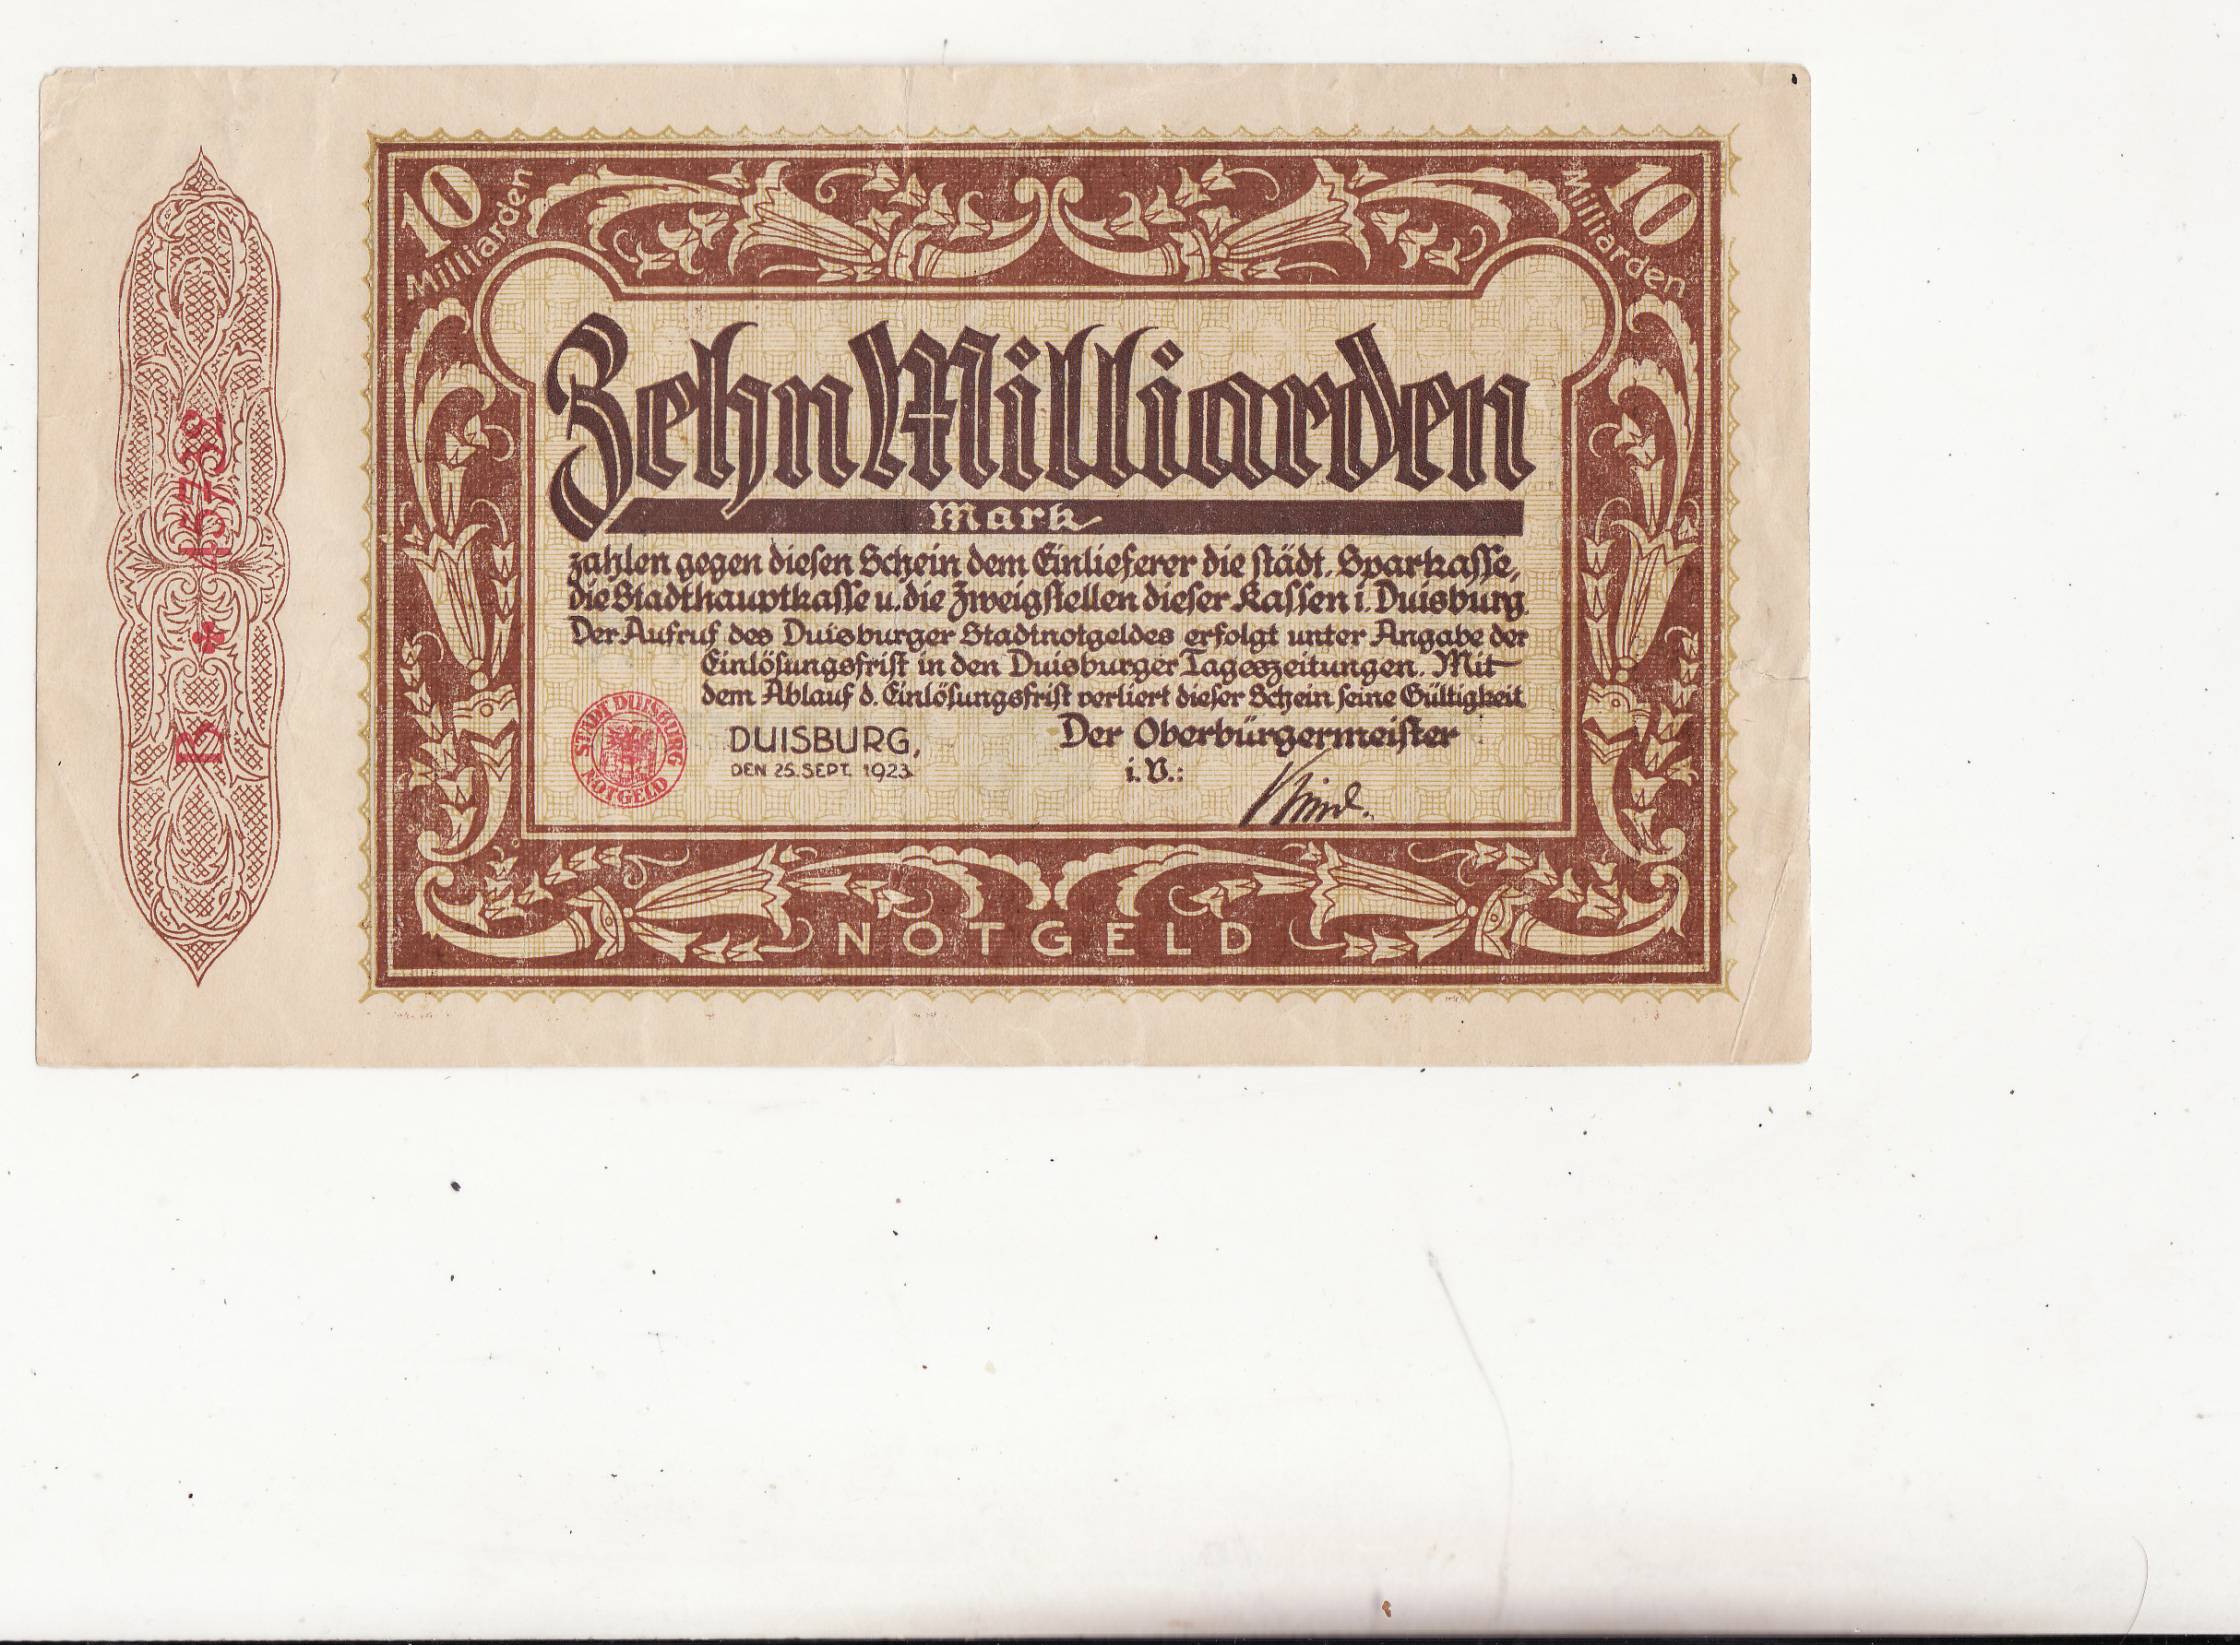 10 Milliarden
10 Milliarden
Zehn Milliarden
Mark
zahlen gegen diesen Schein dem Einlieferer die städt. Sparkasse,
die Stadthauptkasse u. die Zweigstellen dieser Kassen i. Duisburg.
Der Aufruf des Duisburger Stadtnotgeldes erfolgt unter Angabe der
Einlösungsfrist in den Duisburger Tageszeitungen. Mit
dem Ablauf d. Einlösungsfrist verliert dieser Schein seine Gültigkeit
STADT DUISBURG
NOTGELD
DUISBURG,
DEN 25. SEPT. 1923.
Der Oberbürgermeister
i. V.:
NOTGELD
B * 45738